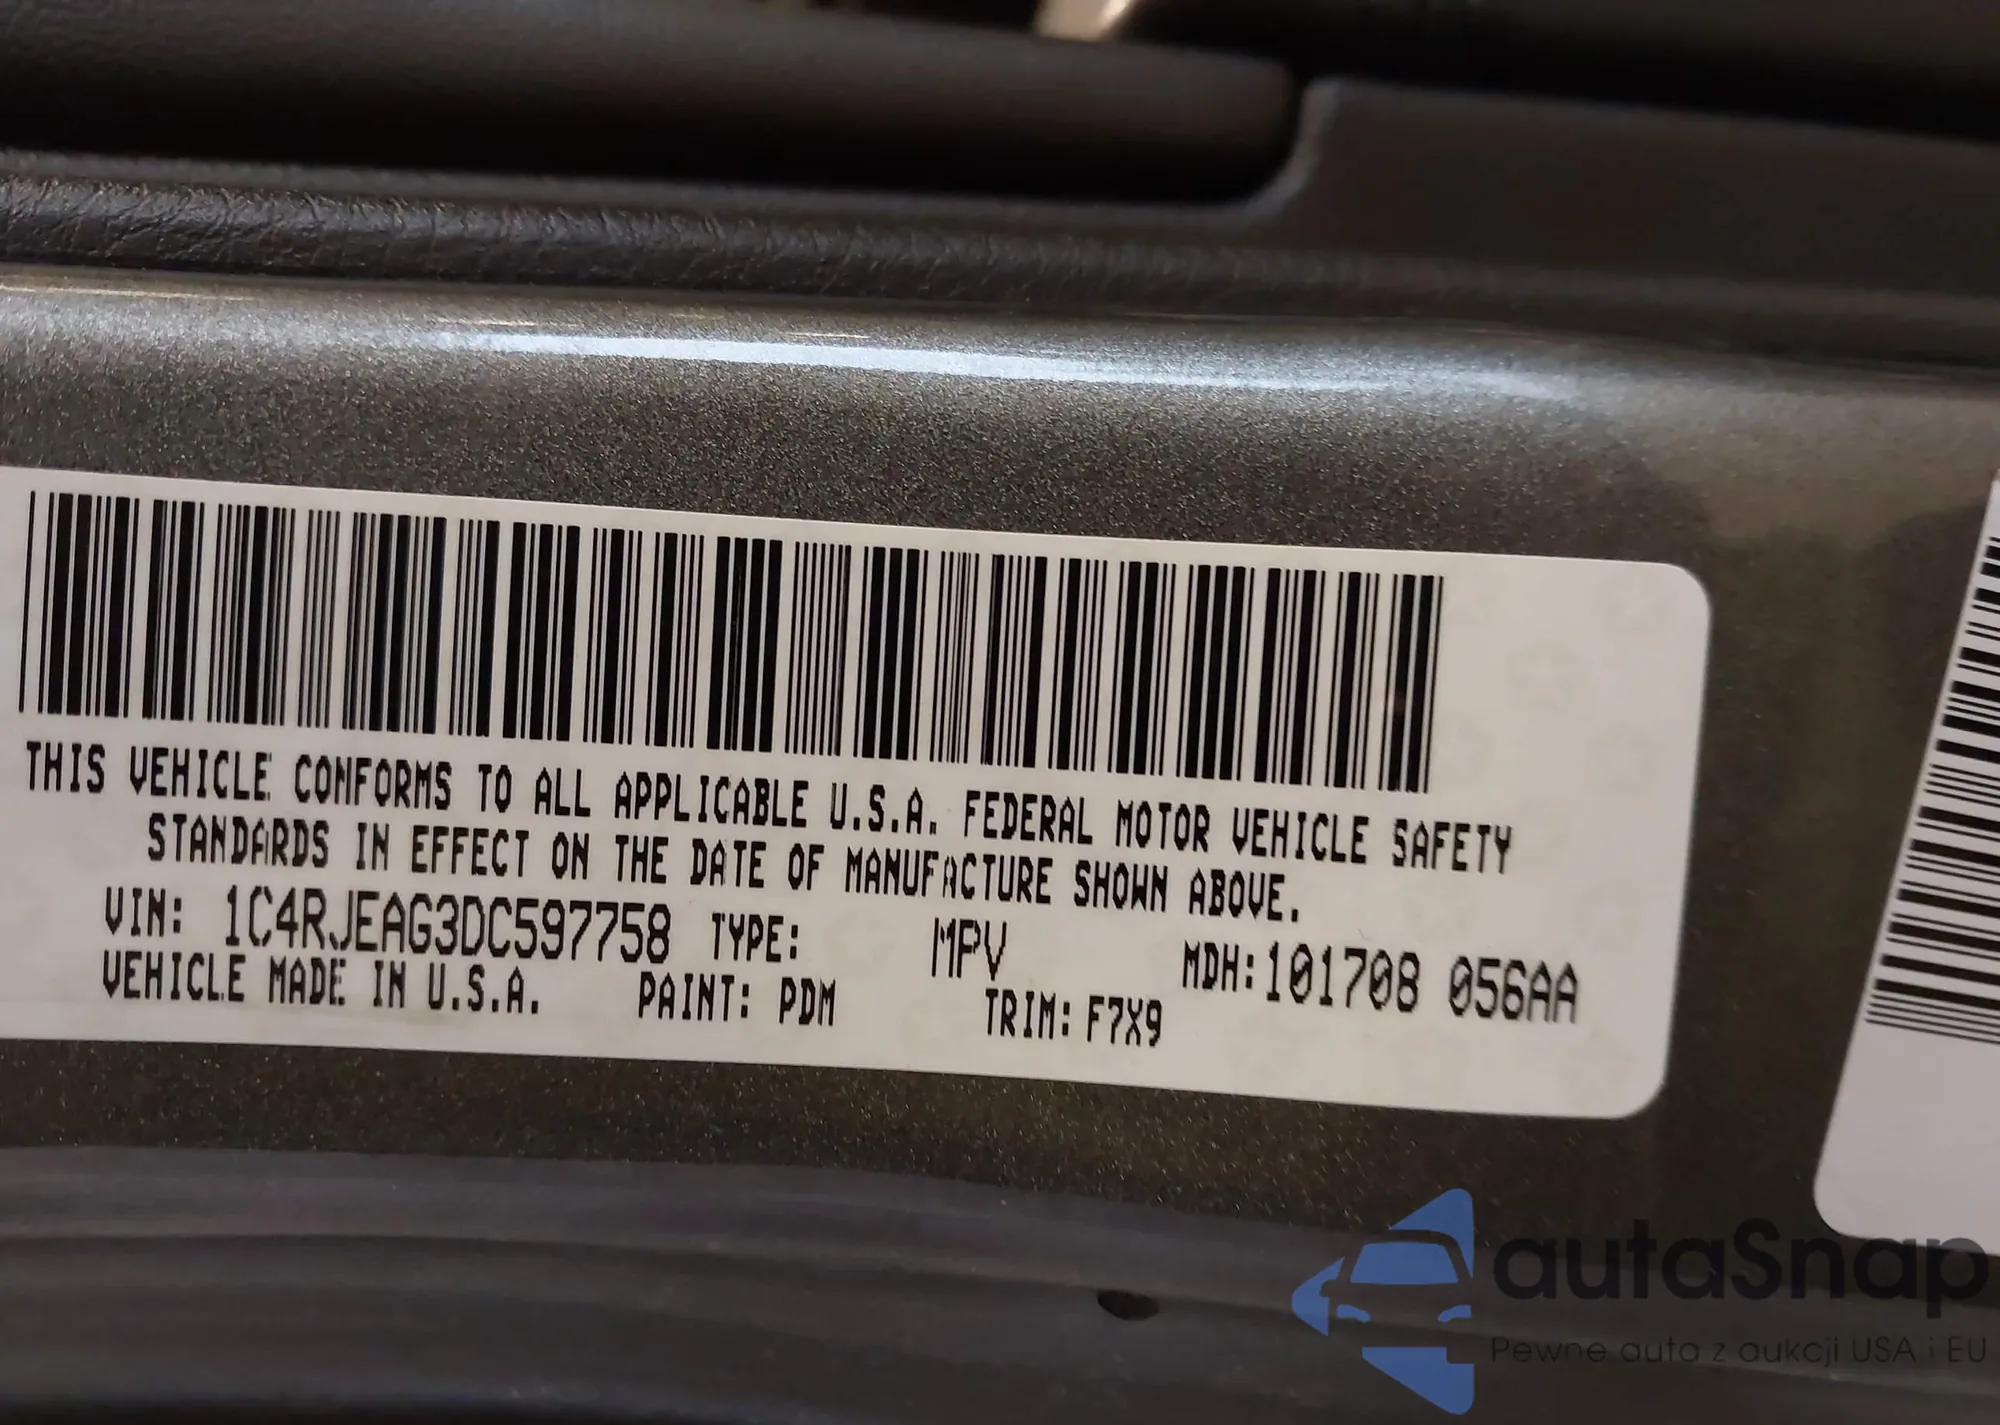 THIS VEHICLE CONFORMS TO ALL APPLICABLE U.S.A. FEDERAL MOTOR VEHICLE SAFETY
STANDARDS IN EFFECT ON THE DATE OF MANUFACTURE SHOWN ABOVE.
VIN: 1C4RJEAG3DC597758 TYPE: MPV MDH:101708 056AA
VEHICLE MADE IN U.S.A. PAINT: PDM TRIM: F7X9
autaSnap
Pewne auta z aukcji USA i EU